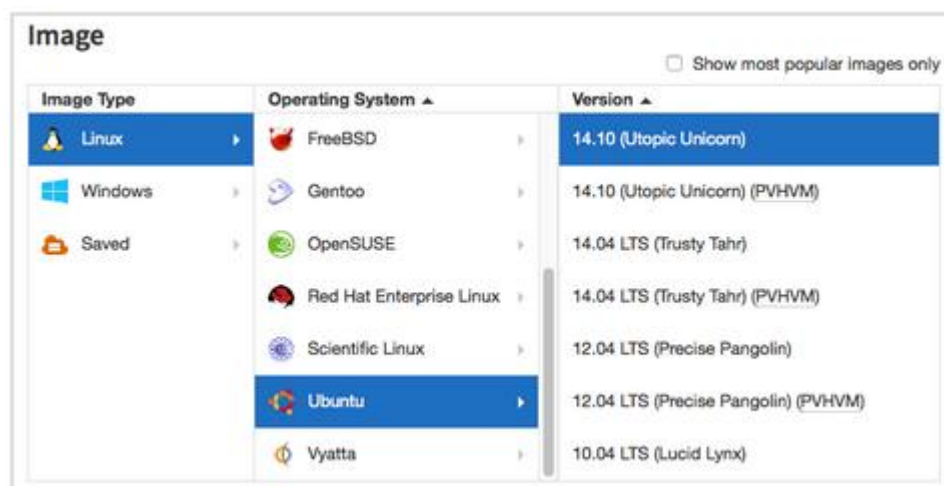 Image
Show most popular images only
Image Type
Operating System ▲
Version ▲
Linux
FreeBSD
14.10 (Utopic Unicorn)
Windows
Gentoo
14.10 (Utopic Unicorn) (PVHVM)
Saved
OpenSUSE
14.04 LTS (Trusty Tahr)
Red Hat Enterprise Linux
14.04 LTS (Trusty Tahr) (PVHVM)
Scientific Linux
12.04 LTS (Precise Pangolin)
Ubuntu
12.04 LTS (Precise Pangolin) (PVHVM)
Vyatta
10.04 LTS (Lucid Lynx)